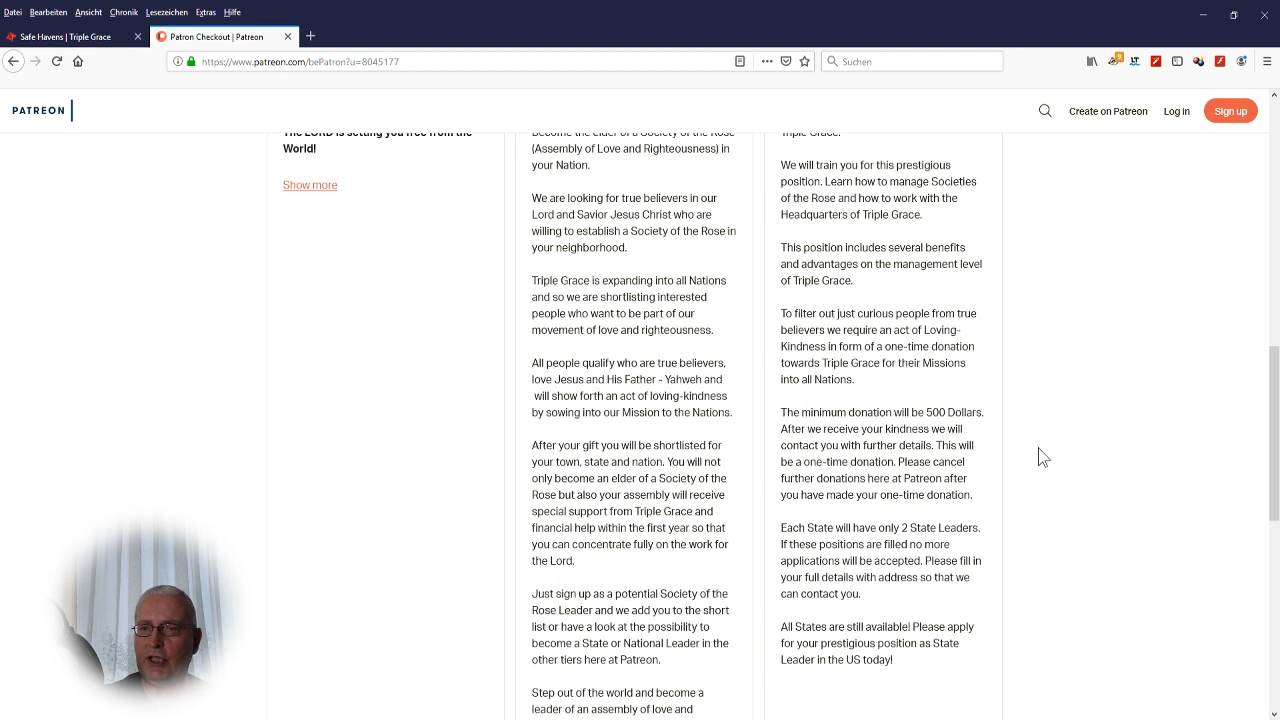 Datei Bearbeiten Ansicht Chronik Lesezeichen Extras Hilfe
Safe Havens | Triple Grace
Patron Checkout | Patreon
https://www.patreon.com/bePatron?u=8045177
Suchen
PATREON
Create on Patreon
Log in
Sign up
The LORD is setting you free from the
World!
Show more
Become the elder of a Society of the Rose
(Assembly of Love and Righteousness) in
your Nation.
We are looking for true believers in our
Lord and Savior Jesus Christ who are
willing to establish a Society of the Rose in
your neighborhood.
Triple Grace is expanding into all Nations
and so we are shortlisting interested
people who want to be part of our
movement of love and righteousness.
All people qualify who are true believers,
love Jesus and His Father - Yahweh and
will show forth an act of loving-kindness
by sowing into our Mission to the Nations.
After your gift you will be shortlisted for
your town, state and nation. You will not
only become an elder of a Society of the
Rose but also your assembly will receive
special support from Triple Grace and
financial help within the first year so that
you can concentrate fully on the work for
the Lord.
Just sign up as a potential Society of the
Rose Leader and we add you to the short
list or have a look at the possibility to
become a State or National Leader in the
other tiers here at Patreon.
Step out of the world and become a
leader of an assembly of love and
Triple Grace.
We will train you for this prestigious
position. Learn how to manage Societies
of the Rose and how to work with the
Headquarters of Triple Grace.
This position includes several benefits
and advantages on the management level
of Triple Grace.
To filter out just curious people from true
believers we require an act of Loving-
Kindness in form of a one-time donation
towards Triple Grace for their Missions
into all Nations.
The minimum donation will be 500 Dollars.
After we receive your kindness we will
contact you with further details. This will
be a one-time donation. Please cancel
further donations here at Patreon after
you have made your one-time donation.
Each State will have only 2 State Leaders.
If these positions are filled no more
applications will be accepted. Please fill in
your full details with address so that we
can contact you.
All States are still available! Please apply
for your prestigious position as State
Leader in the US today!